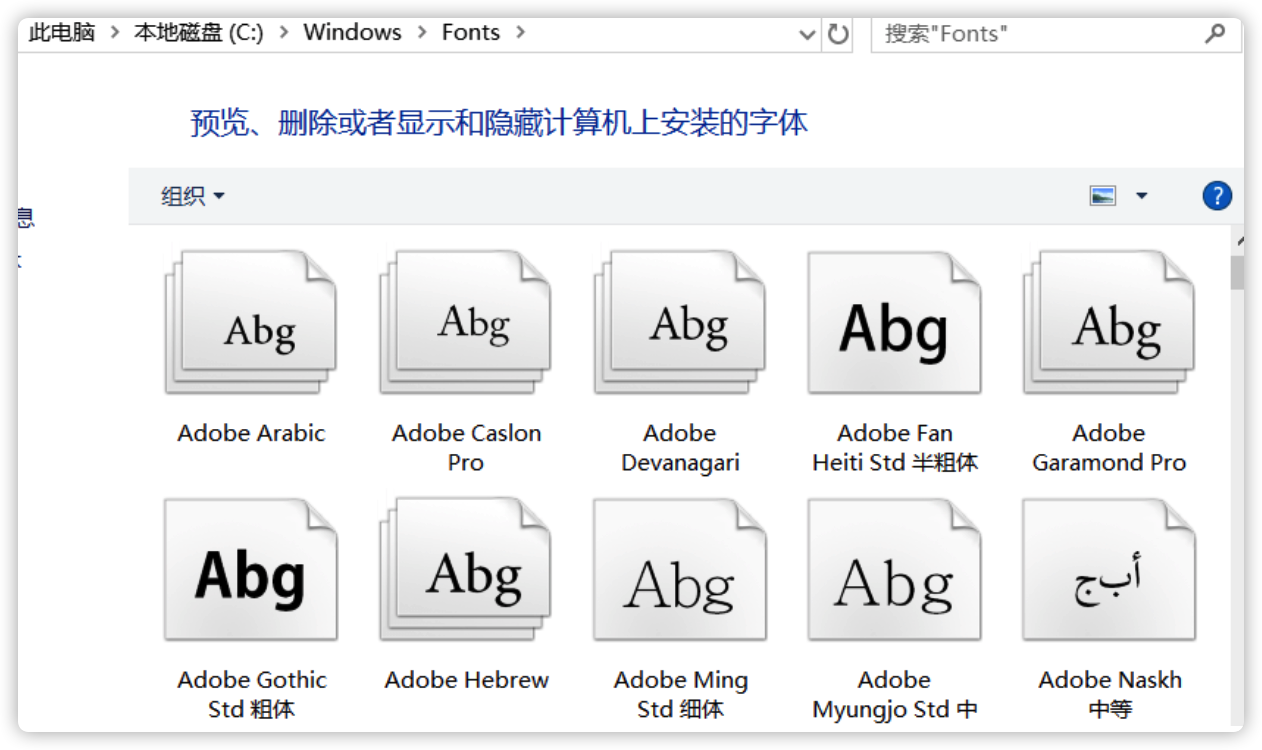 此电脑 > 本地磁盘 (C:) > Windows > Fonts >
搜索"Fonts"
预览、删除或者显示和隐藏计算机上安装的字体
组织
?
息
Abg
Abg
Abg
Abg
Abg
Adobe Arabic
Adobe Caslon
Pro
Adobe
Devanagari
Adobe Fan
Heiti Std 半粗体
Adobe
Garamond Pro
Abg
Abg
Abg
Abg
أب‌ج
Adobe Gothic
Std 粗体
Adobe Hebrew
Adobe Ming
Std 细体
Adobe
Myungjo Std 中
Adobe Naskh
中等